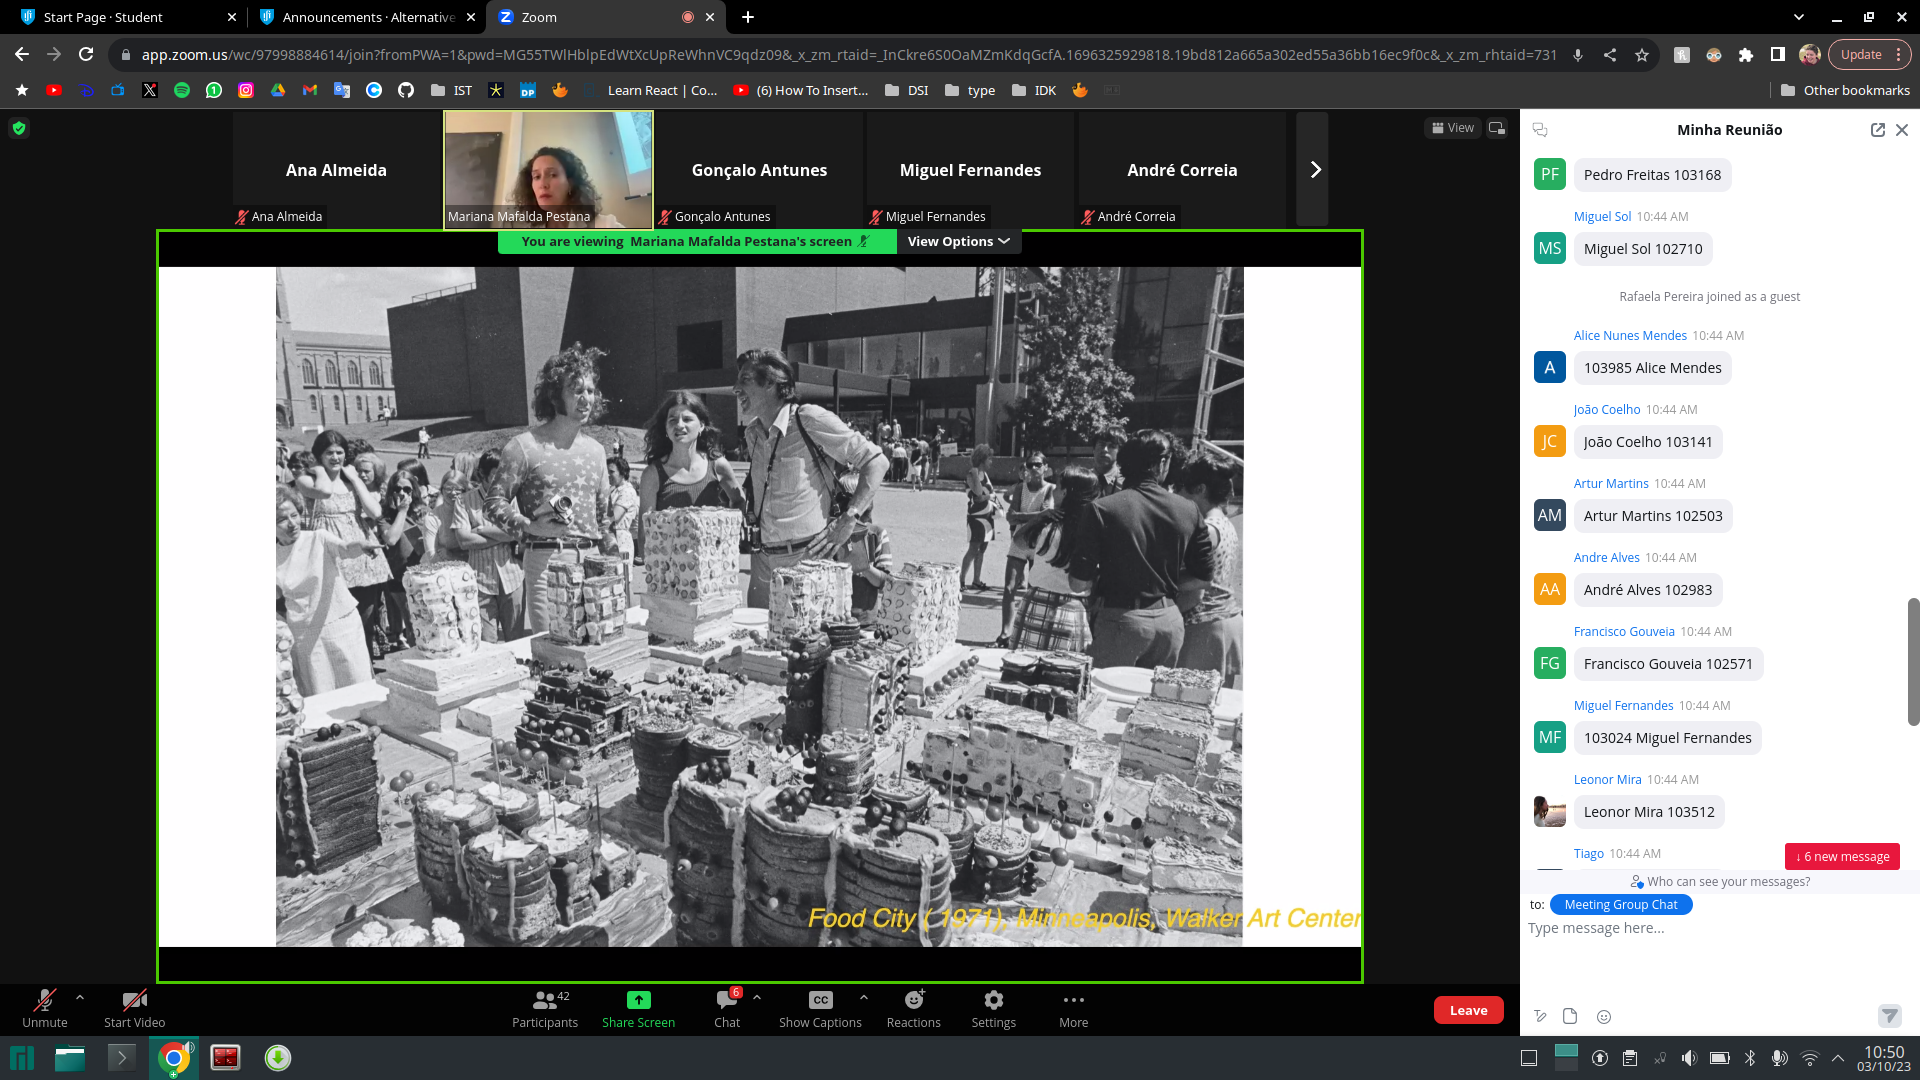 Start Page · Student
Announcements · Alternative
Zoom
app.zoom.us/wc/97998884614/join?fromPWA=1&pwd=MG55TWlHblpEdWtXcUpReWhnVC9qdz09&_x_zm_rtaid=_InCkre6S0OaMZmKdqGcfA.1696325929818.19bd812a665a302ed55a36bb16ec9f0c&_x_zm_rhtaid=731
Update
IST
DP
Learn React | Co...
(6) How To Insert...
DSI
type
IDK
Other bookmarks
Ana Almeida
Gonçalo Antunes
Miguel Fernandes
André Correia
Ana Almeida
Mariana Mafalda Pestana
Gonçalo Antunes
Miguel Fernandes
André Correia
View
You are viewing Mariana Mafalda Pestana's screen
View Options
Food City ( 1971), Minneapolis, Walker Art Center
Minha Reunião
PF
Pedro Freitas 103168
Miguel Sol 10:44 AM
MS
Miguel Sol 102710
Rafaela Pereira joined as a guest
Alice Nunes Mendes 10:44 AM
A
103985 Alice Mendes
João Coelho 10:44 AM
JC
João Coelho 103141
Artur Martins 10:44 AM
AM
Artur Martins 102503
Andre Alves 10:44 AM
AA
André Alves 102983
Francisco Gouveia 10:44 AM
FG
Francisco Gouveia 102571
Miguel Fernandes 10:44 AM
MF
103024 Miguel Fernandes
Leonor Mira 10:44 AM
Leonor Mira 103512
Tiago 10:44 AM
↓ 6 new message
Who can see your messages?
to: Meeting Group Chat
Type message here...
Unmute
Start Video
42
Participants
Share Screen
6
Chat
CC
Show Captions
Reactions
Settings
More
Leave
10:50
03/10/23